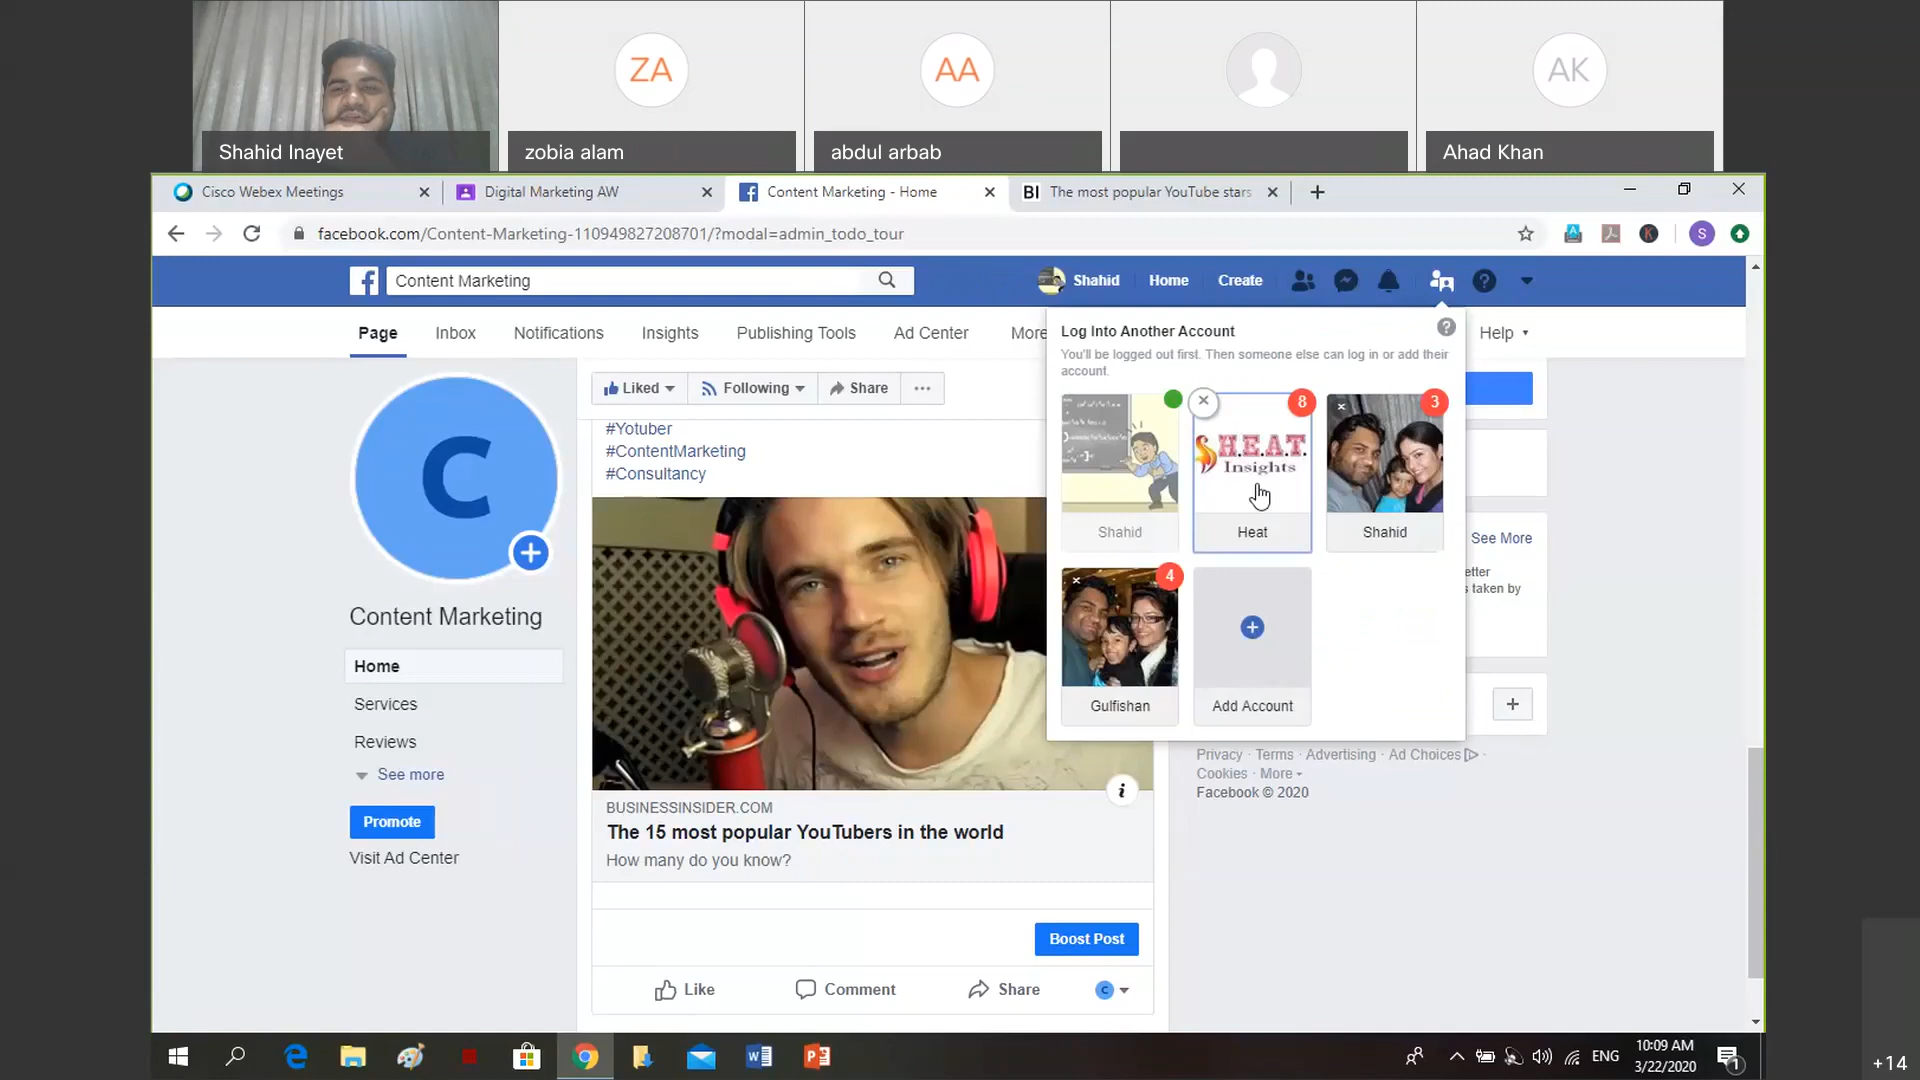 ZA
AA
AK
Shahid Inayet
zobia alam
abdul arbab
Ahad Khan
Cisco Webex Meetings
Digital Marketing AW
Content Marketing - Home
BI
The most popular YouTube stars
facebook.com/Content-Marketing-110949827208701/?modal=admin_todo_tour
S
Content Marketing
Shahid
Home
Create
Page
Inbox
Notifications
Insights
Publishing Tools
Ad Center
More
Help
Log Into Another Account
You'll be logged out first. Then someone else can log in or add their
account.
8
3
S.H.E.A.T.
Insights
Shahid
Heat
Shahid
4
Gulfishan
Add Account
Liked
Following
Share
#Yotuber
#ContentMarketing
#Consultancy
C
Content Marketing
Home
Services
Reviews
See more
Promote
Visit Ad Center
See More
etter
s taken by
BUSINESSINSIDER.COM
The 15 most popular YouTubers in the world
How many do you know?
Boost Post
Like
Comment
Share
C
Privacy · Terms · Advertising · Ad Choices ·
Cookies · More
Facebook © 2020
ENG
10:09 AM
3/22/2020
1
+14